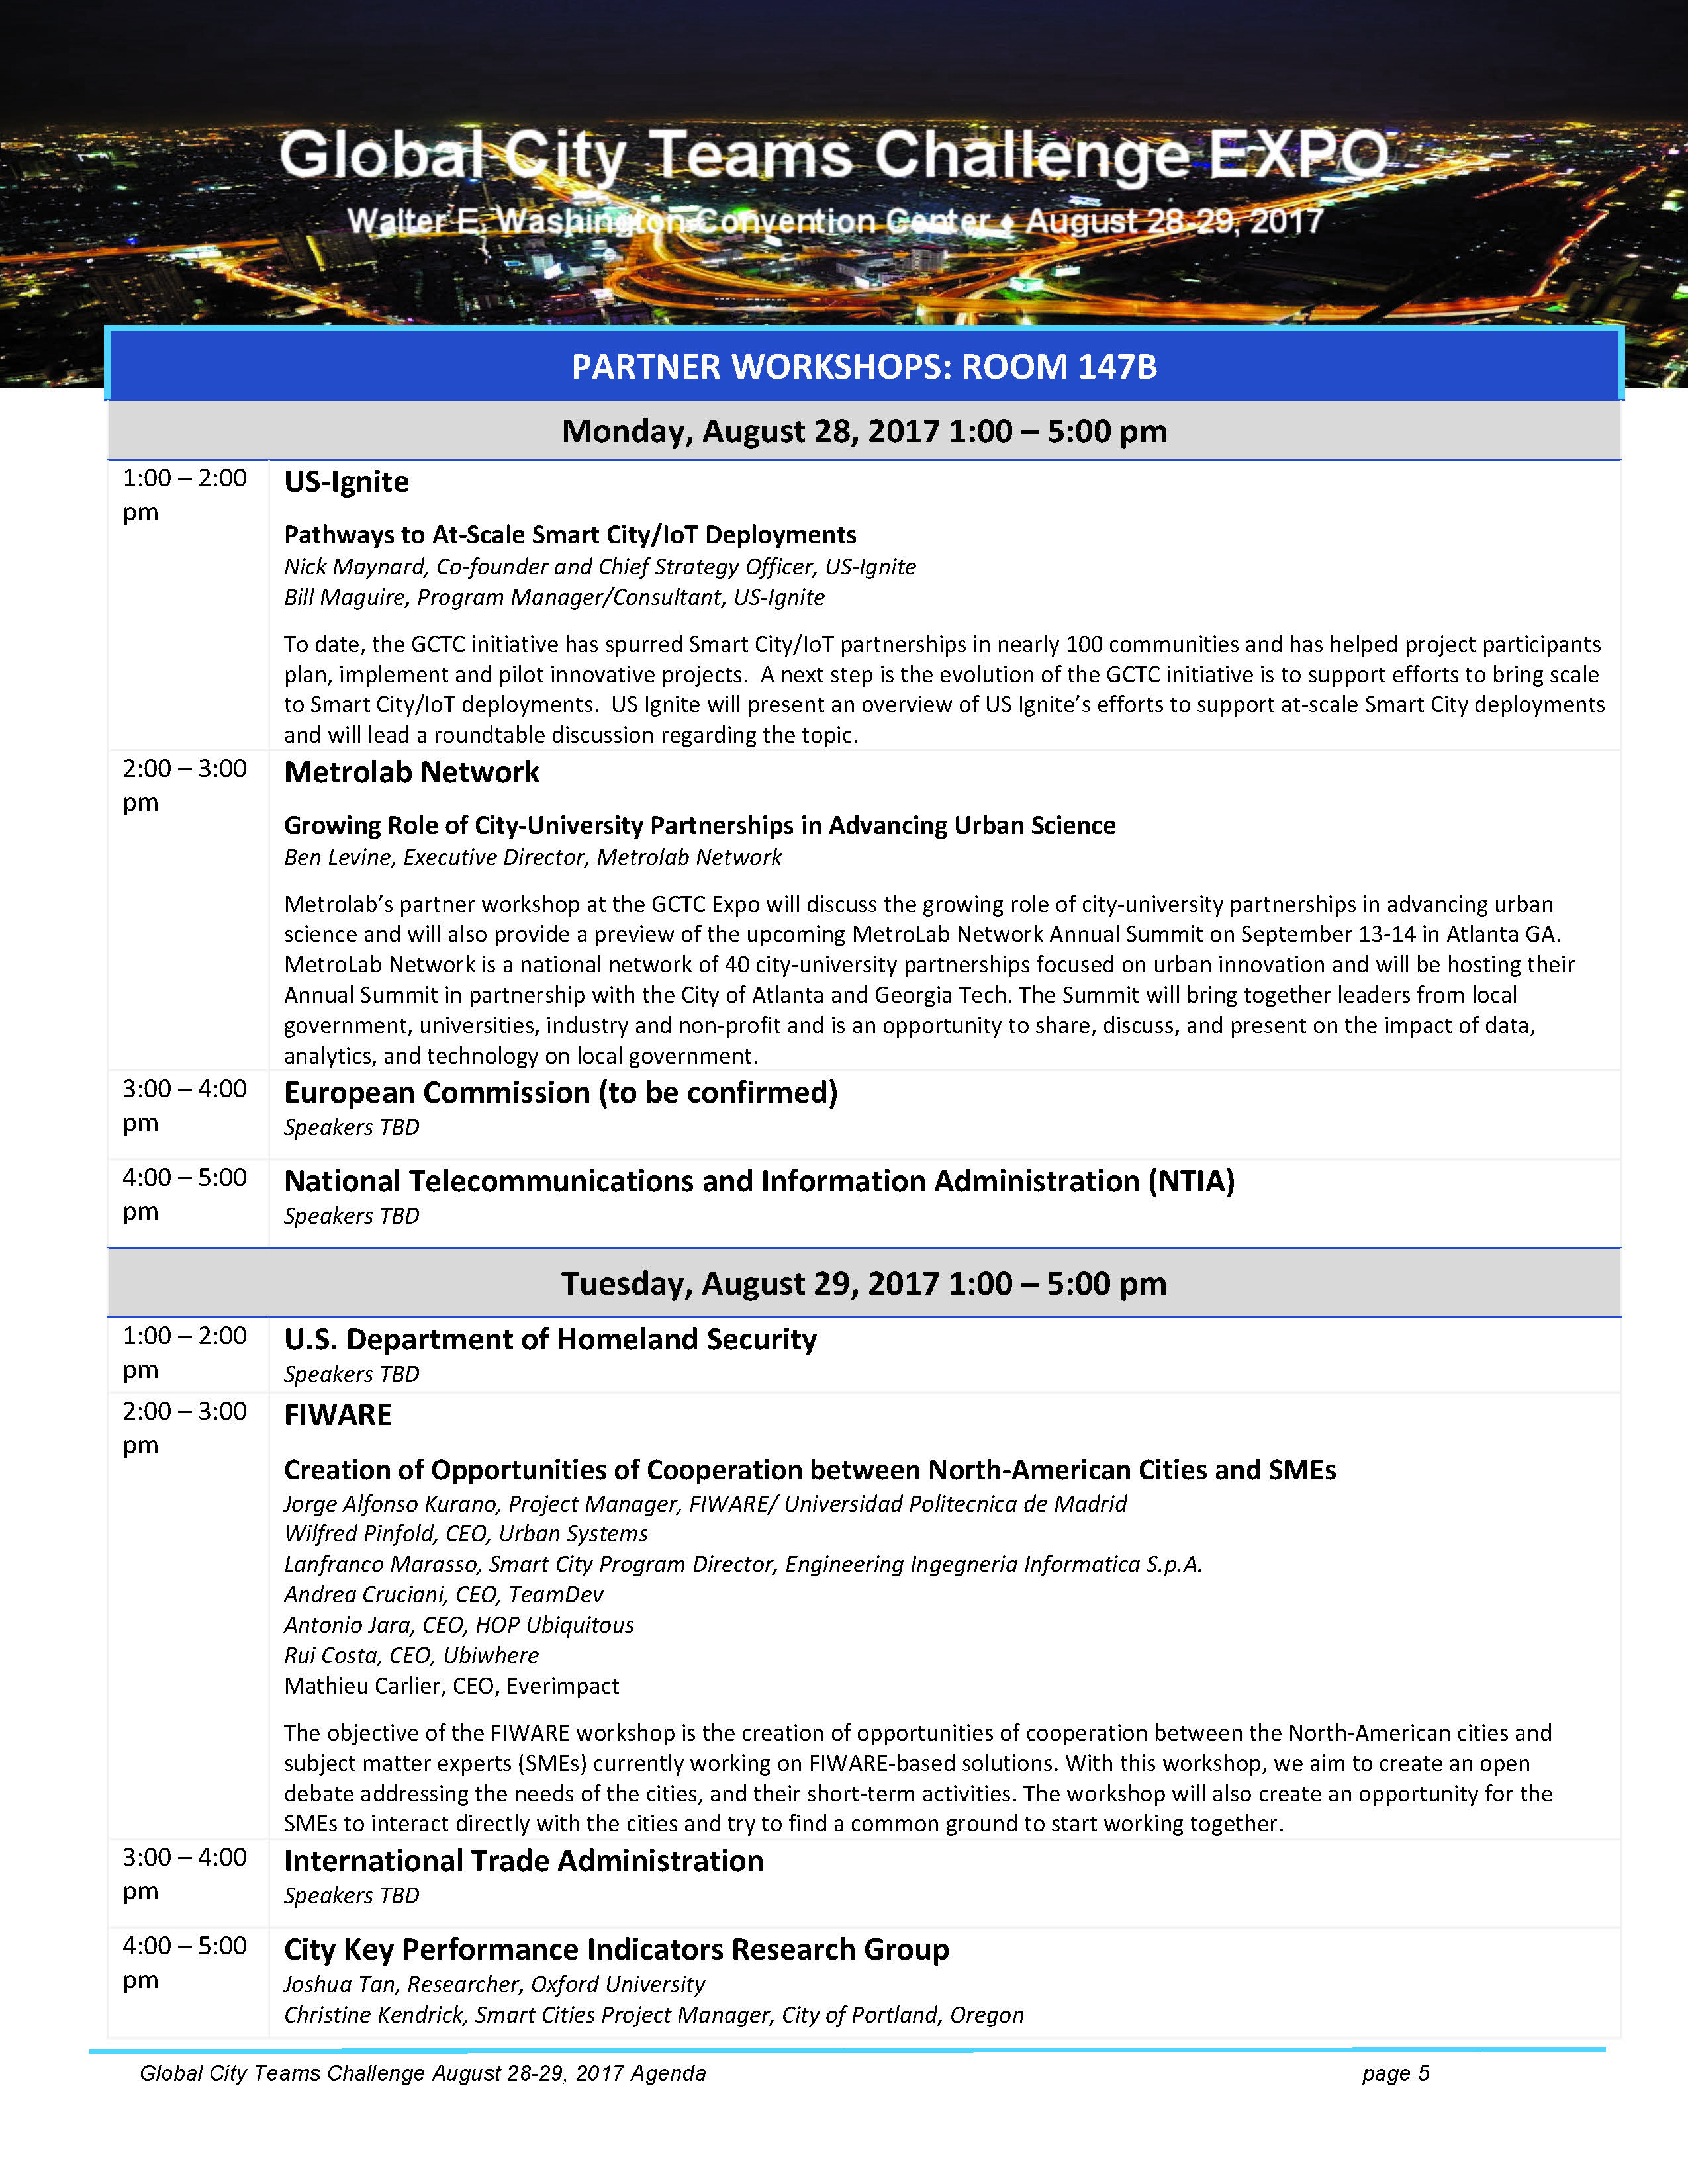 Global City Teams Challenge EXPO
Walter E. Washington Convention Center ♦ August 28-29, 2017
PARTNER WORKSHOPS: ROOM 147B
Monday, August 28, 2017 1:00 – 5:00 pm
1:00 – 2:00
pm
US-Ignite
Pathways to At-Scale Smart City/IoT Deployments
Nick Maynard, Co-founder and Chief Strategy Officer, US-Ignite
Bill Maguire, Program Manager/Consultant, US-Ignite
To date, the GCTC initiative has spurred Smart City/IoT partnerships in nearly 100 communities and has helped project participants
plan, implement and pilot innovative projects.  A next step is the evolution of the GCTC initiative is to support efforts to bring scale
to Smart City/IoT deployments.  US Ignite will present an overview of US Ignite’s efforts to support at-scale Smart City deployments
and will lead a roundtable discussion regarding the topic.
2:00 – 3:00
pm
Metrolab Network
Growing Role of City-University Partnerships in Advancing Urban Science
Ben Levine, Executive Director, Metrolab Network
Metrolab’s partner workshop at the GCTC Expo will discuss the growing role of city-university partnerships in advancing urban
science and will also provide a preview of the upcoming MetroLab Network Annual Summit on September 13-14 in Atlanta GA.
MetroLab Network is a national network of 40 city-university partnerships focused on urban innovation and will be hosting their
Annual Summit in partnership with the City of Atlanta and Georgia Tech. The Summit will bring together leaders from local
government, universities, industry and non-profit and is an opportunity to share, discuss, and present on the impact of data,
analytics, and technology on local government.
3:00 – 4:00
pm
European Commission (to be confirmed)
Speakers TBD
4:00 – 5:00
pm
National Telecommunications and Information Administration (NTIA)
Speakers TBD
Tuesday, August 29, 2017 1:00 – 5:00 pm
1:00 – 2:00
pm
U.S. Department of Homeland Security
Speakers TBD
2:00 – 3:00
pm
FIWARE
Creation of Opportunities of Cooperation between North-American Cities and SMEs
Jorge Alfonso Kurano, Project Manager, FIWARE/ Universidad Politecnica de Madrid
Wilfred Pinfold, CEO, Urban Systems
Lanfranco Marasso, Smart City Program Director, Engineering Ingegneria Informatica S.p.A.
Andrea Cruciani, CEO, TeamDev
Antonio Jara, CEO, HOP Ubiquitous
Rui Costa, CEO, Ubiwhere
Mathieu Carlier, CEO, Everimpact
The objective of the FIWARE workshop is the creation of opportunities of cooperation between the North-American cities and
subject matter experts (SMEs) currently working on FIWARE-based solutions. With this workshop, we aim to create an open
debate addressing the needs of the cities, and their short-term activities. The workshop will also create an opportunity for the
SMEs to interact directly with the cities and try to find a common ground to start working together.
3:00 – 4:00
pm
International Trade Administration
Speakers TBD
4:00 – 5:00
pm
City Key Performance Indicators Research Group
Joshua Tan, Researcher, Oxford University
Christine Kendrick, Smart Cities Project Manager, City of Portland, Oregon
Global City Teams Challenge August 28-29, 2017 Agenda page 5